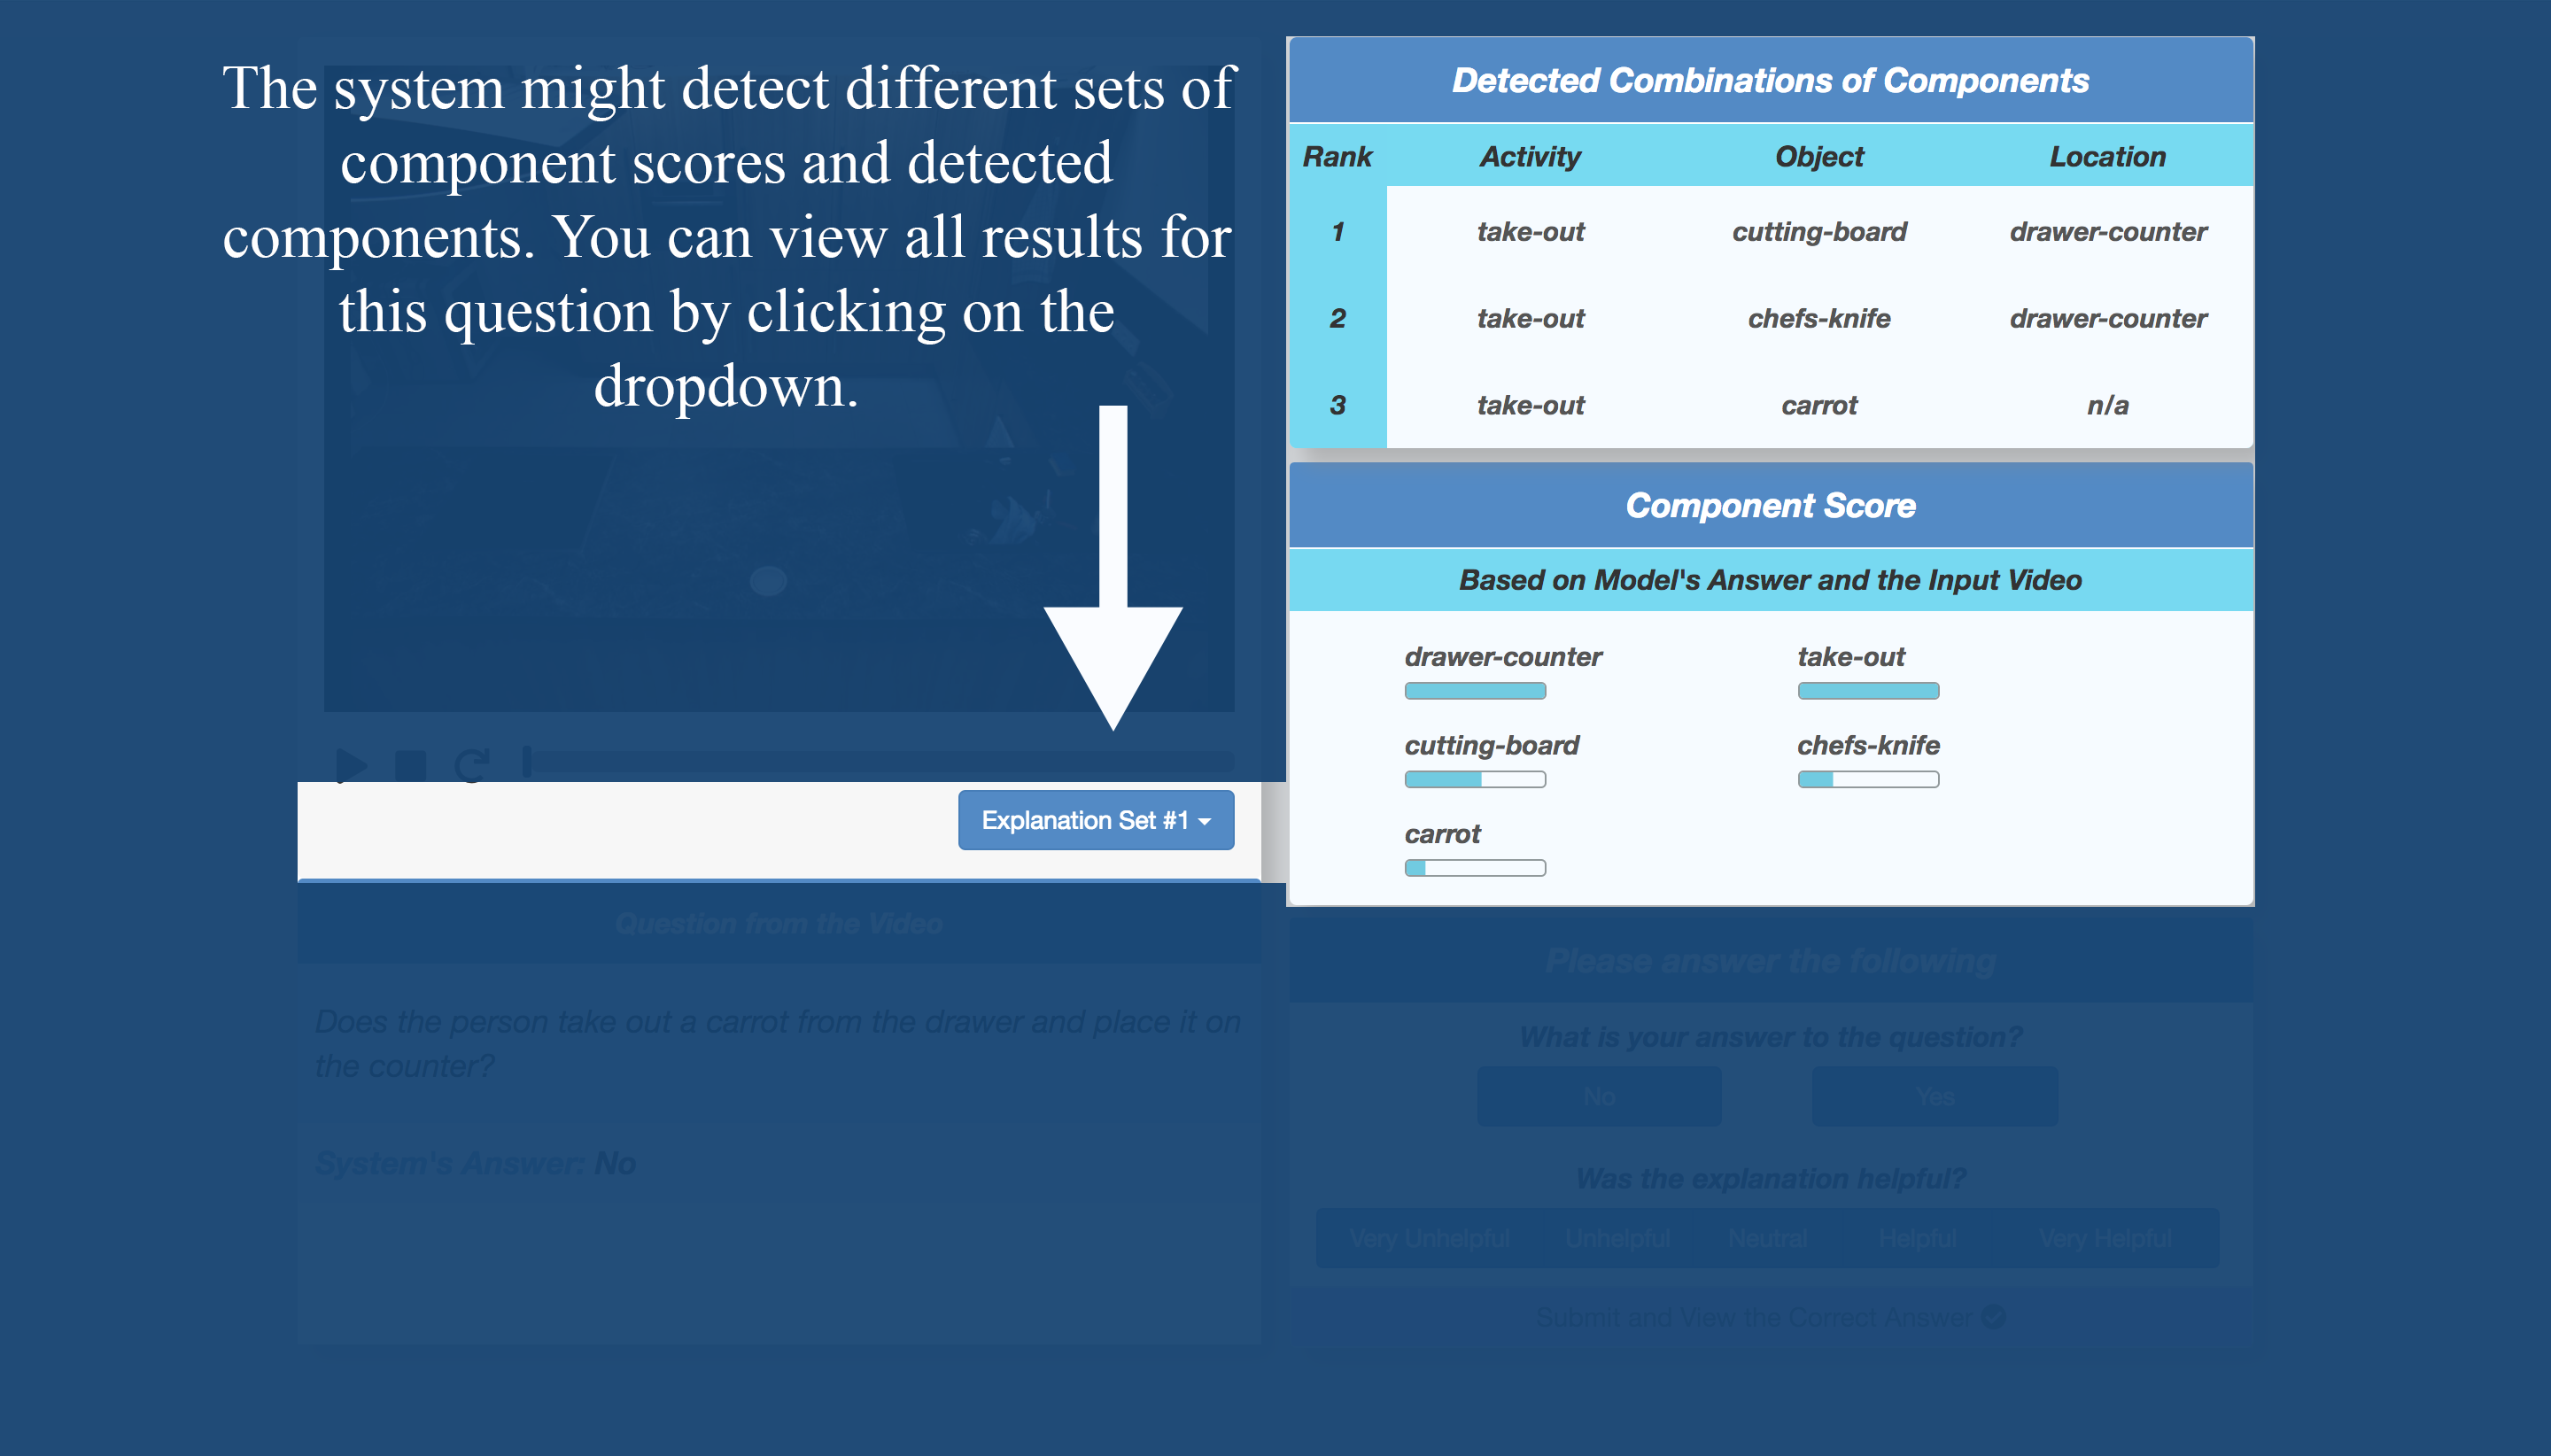 The system might detect different sets of
component scores and detected
components. You can view all results for
this question by clicking on the
dropdown.
Explanation Set #1
Question from the Video
Does the person take out a carrot from the drawer and place it on
the counter?
System's Answer: No
Detected Combinations of Components
Rank Activity Object Location
1 take-out cutting-board drawer-counter
2 take-out chefs-knife drawer-counter
3 take-out carrot n/a
Component Score
Based on Model's Answer and the Input Video
drawer-counter take-out
cutting-board chefs-knife
carrot
Please answer the following
What is your answer to the question?
No Yes
Was the explanation helpful?
Very Unhelpful Unhelpful Neutral Helpful Very Helpful
Submit and View the Correct Answer